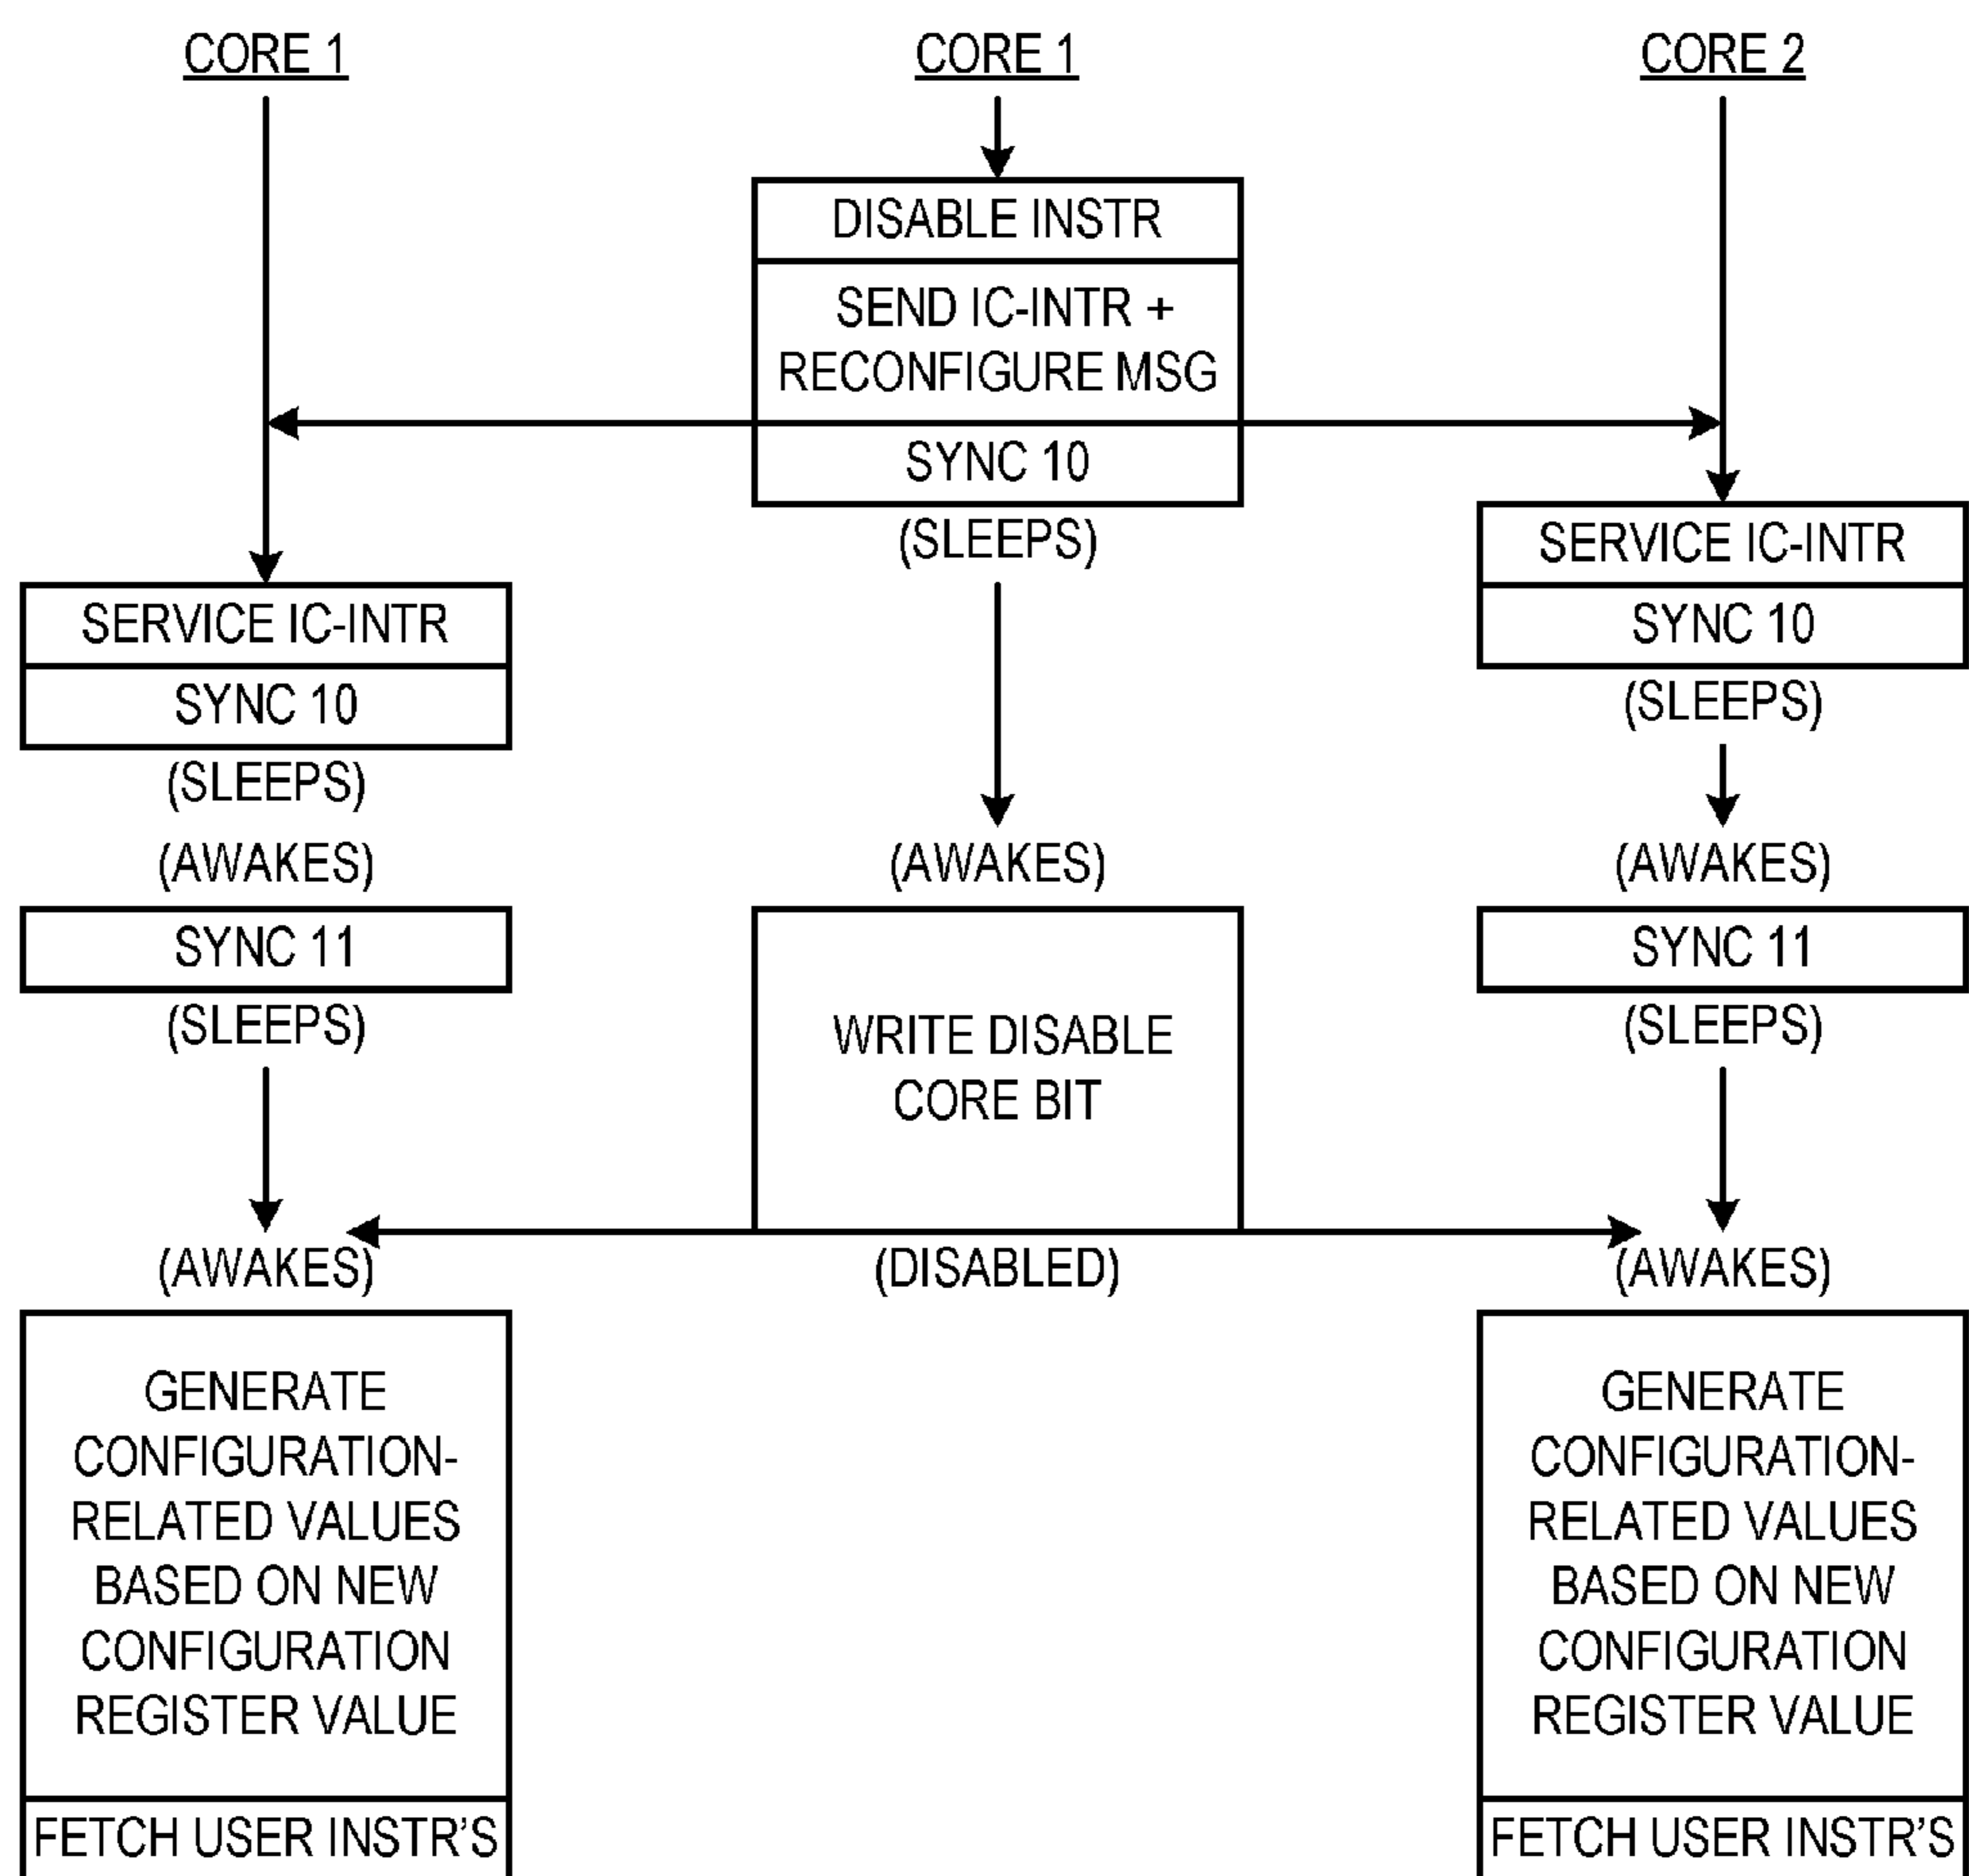 CORE 1
CORE 1
CORE 2
DISABLE INSTR
SEND IC-INTR +
RECONFIGURE MSG
SYNC 10
(SLEEPS)
SERVICE IC-INTR
SYNC 10
(SLEEPS)
SERVICE IC-INTR
SYNC 10
(SLEEPS)
(AWAKES)
(AWAKES)
(AWAKES)
SYNC 11
(SLEEPS)
WRITE DISABLE
CORE BIT
SYNC 11
(SLEEPS)
(AWAKES)
(DISABLED)
(AWAKES)
GENERATE
CONFIGURATION-
RELATED VALUES
BASED ON NEW
CONFIGURATION
REGISTER VALUE
FETCH USER INSTR'S
GENERATE
CONFIGURATION-
RELATED VALUES
BASED ON NEW
CONFIGURATION
REGISTER VALUE
FETCH USER INSTR'S